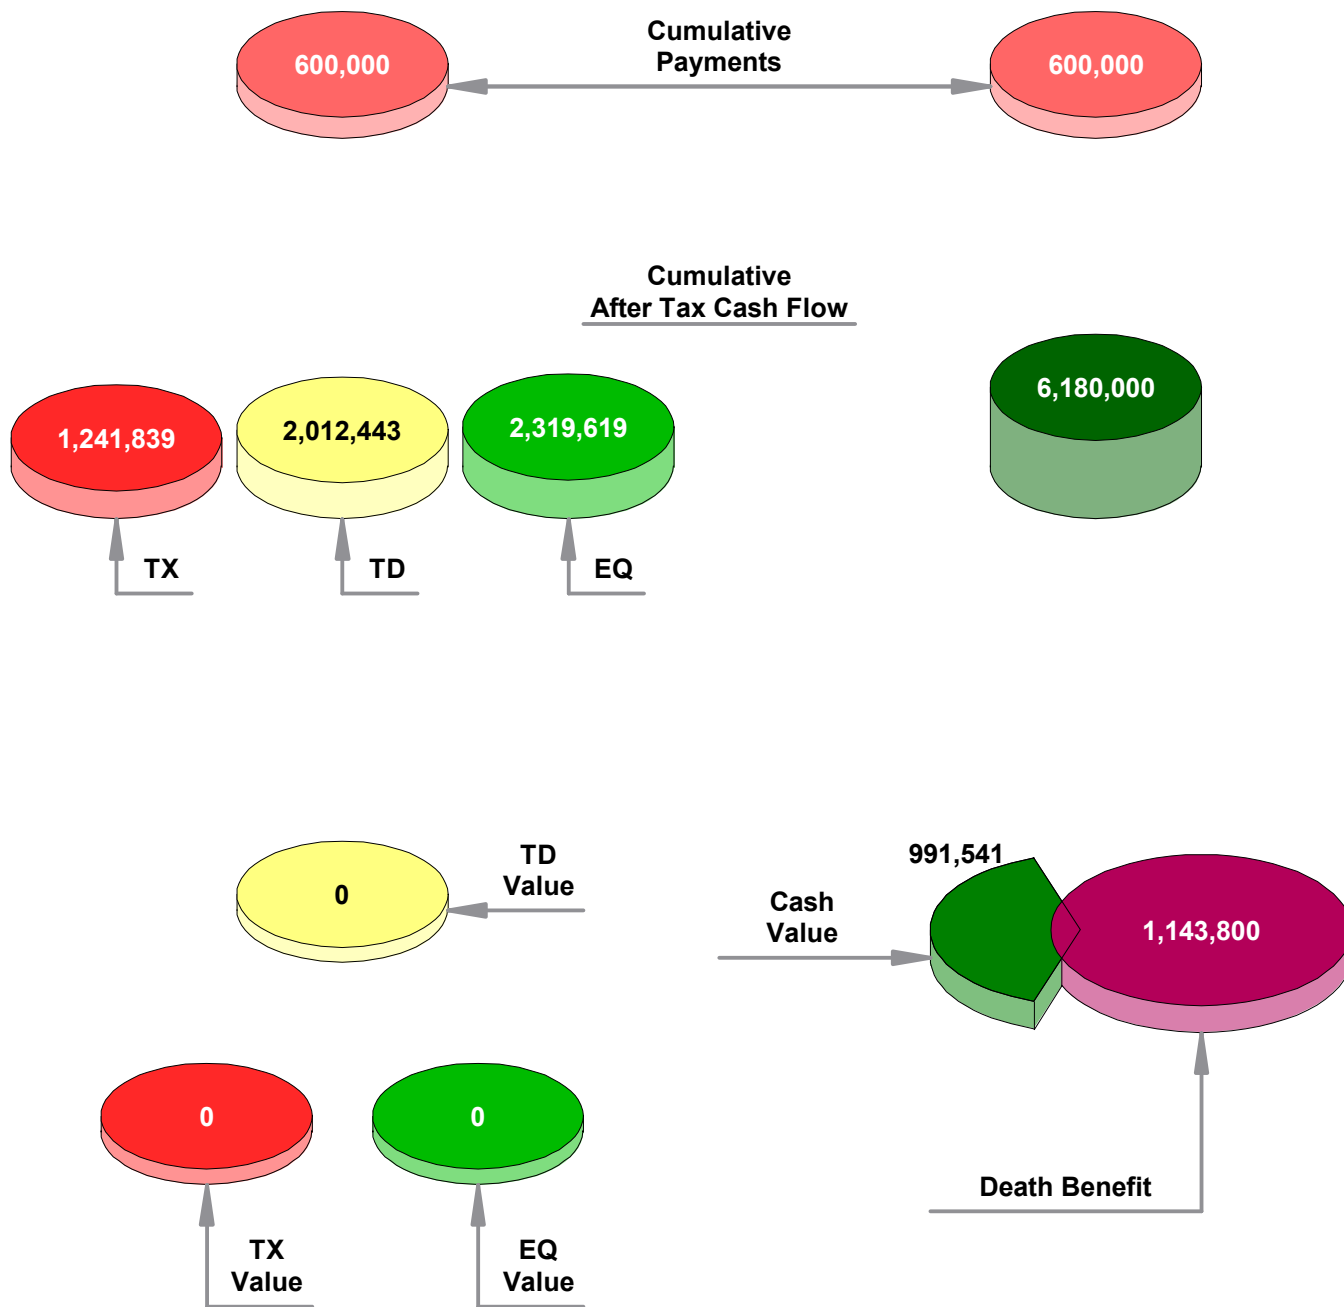 600,000
Cumulative
Payments
600,000
Cumulative
After Tax Cash Flow
1,241,839
2,012,443
2,319,619
6,180,000
TX
TD
EQ
0
TD
Value
991,541
Cash
Value
1,143,800
0
0
Death Benefit
TX
Value
EQ
Value